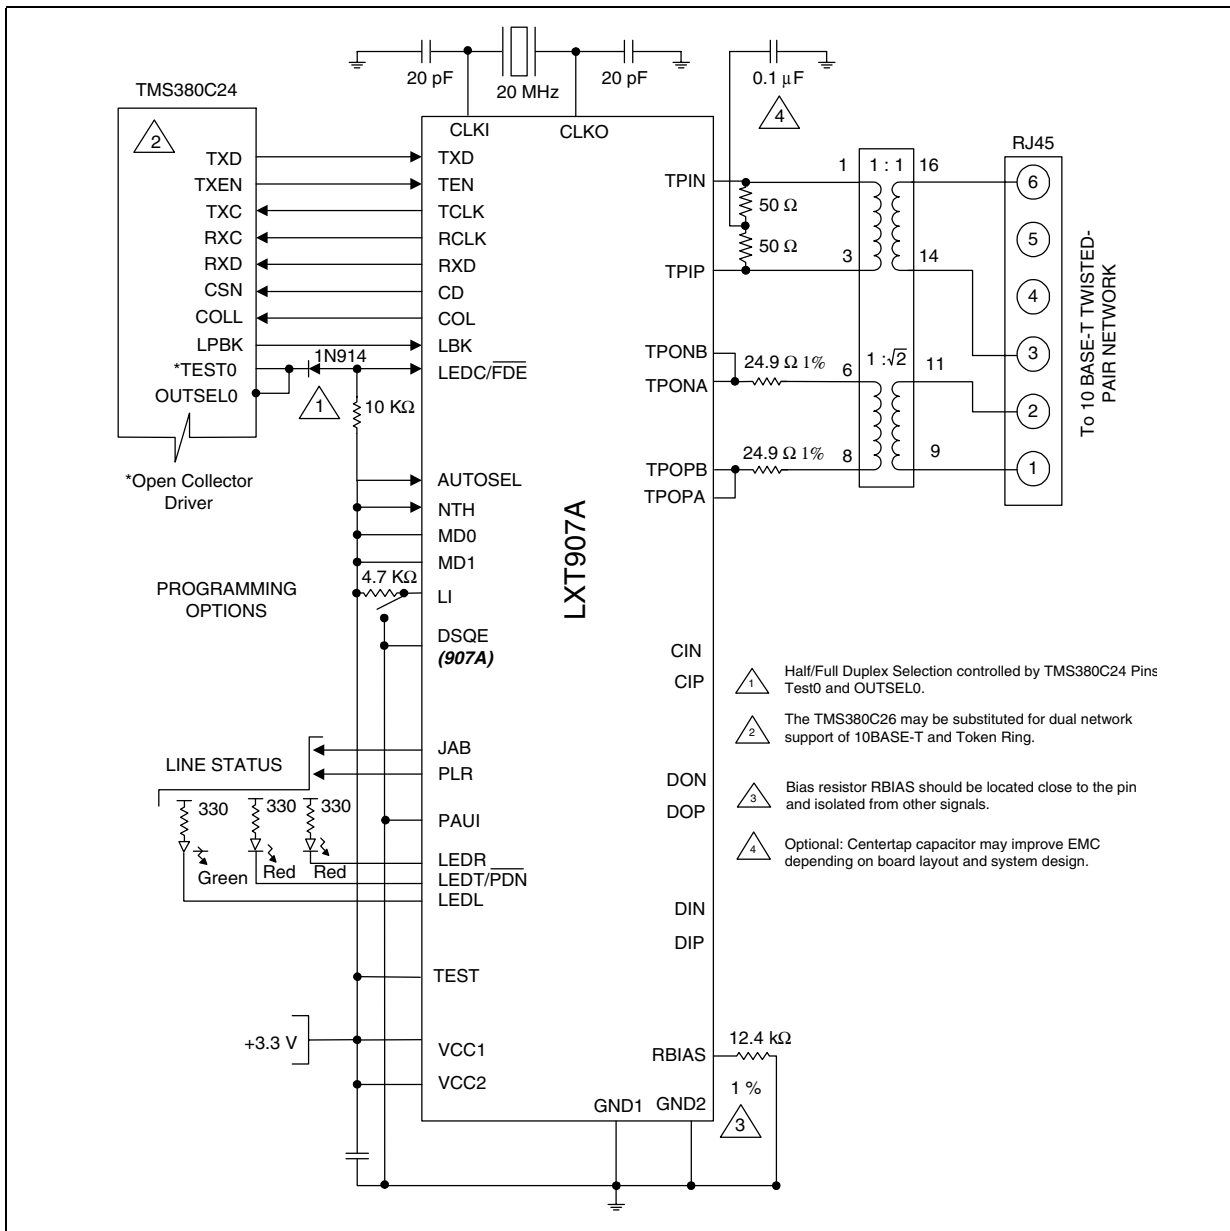 20 pF
20 MHz
20 pF
0.1 μF
4
TMS380C24
2
TXD
TXEN
TXC
RXC
RXD
CSN
COLL
LPBK
*TEST0
OUTSEL0
*Open Collector
Driver
1N914
1
10 KΩ
CLKI
CLKO
TXD
TEN
TCLK
RCLK
RXD
CD
COL
LBK
LEDC/FDE
AUTOSEL
NTH
MD0
MD1
4.7 KΩ
LI
DSQE
(907A)
PROGRAMMING
OPTIONS
JAB
PLR
LINE STATUS
330
330
330
Green
Red
Red
PAUI
LEDR
LEDT/PDN
LEDL
TEST
+3.3 V
VCC1
VCC2
LXT907A
TPIN
TPIP
50 Ω
50 Ω
1
1 : 1
16
3
14
TPONB
TPONA
24.9 Ω 1%
6
1 :√2
11
TPOPB
TPOPA
24.9 Ω 1%
8
9
RJ45
6
5
4
3
2
1
To 10 BASE-T TWISTED-
PAIR NETWORK
CIN
CIP
DON
DOP
DIN
DIP
1
Half/Full Duplex Selection controlled by TMS380C24 Pins
Test0 and OUTSEL0.
2
The TMS380C26 may be substituted for dual network
support of 10BASE-T and Token Ring.
3
Bias resistor RBIAS should be located close to the pin
and isolated from other signals.
4
Optional: Centertap capacitor may improve EMC
depending on board layout and system design.
RBIAS
12.4 kΩ
1 %
3
GND1
GND2